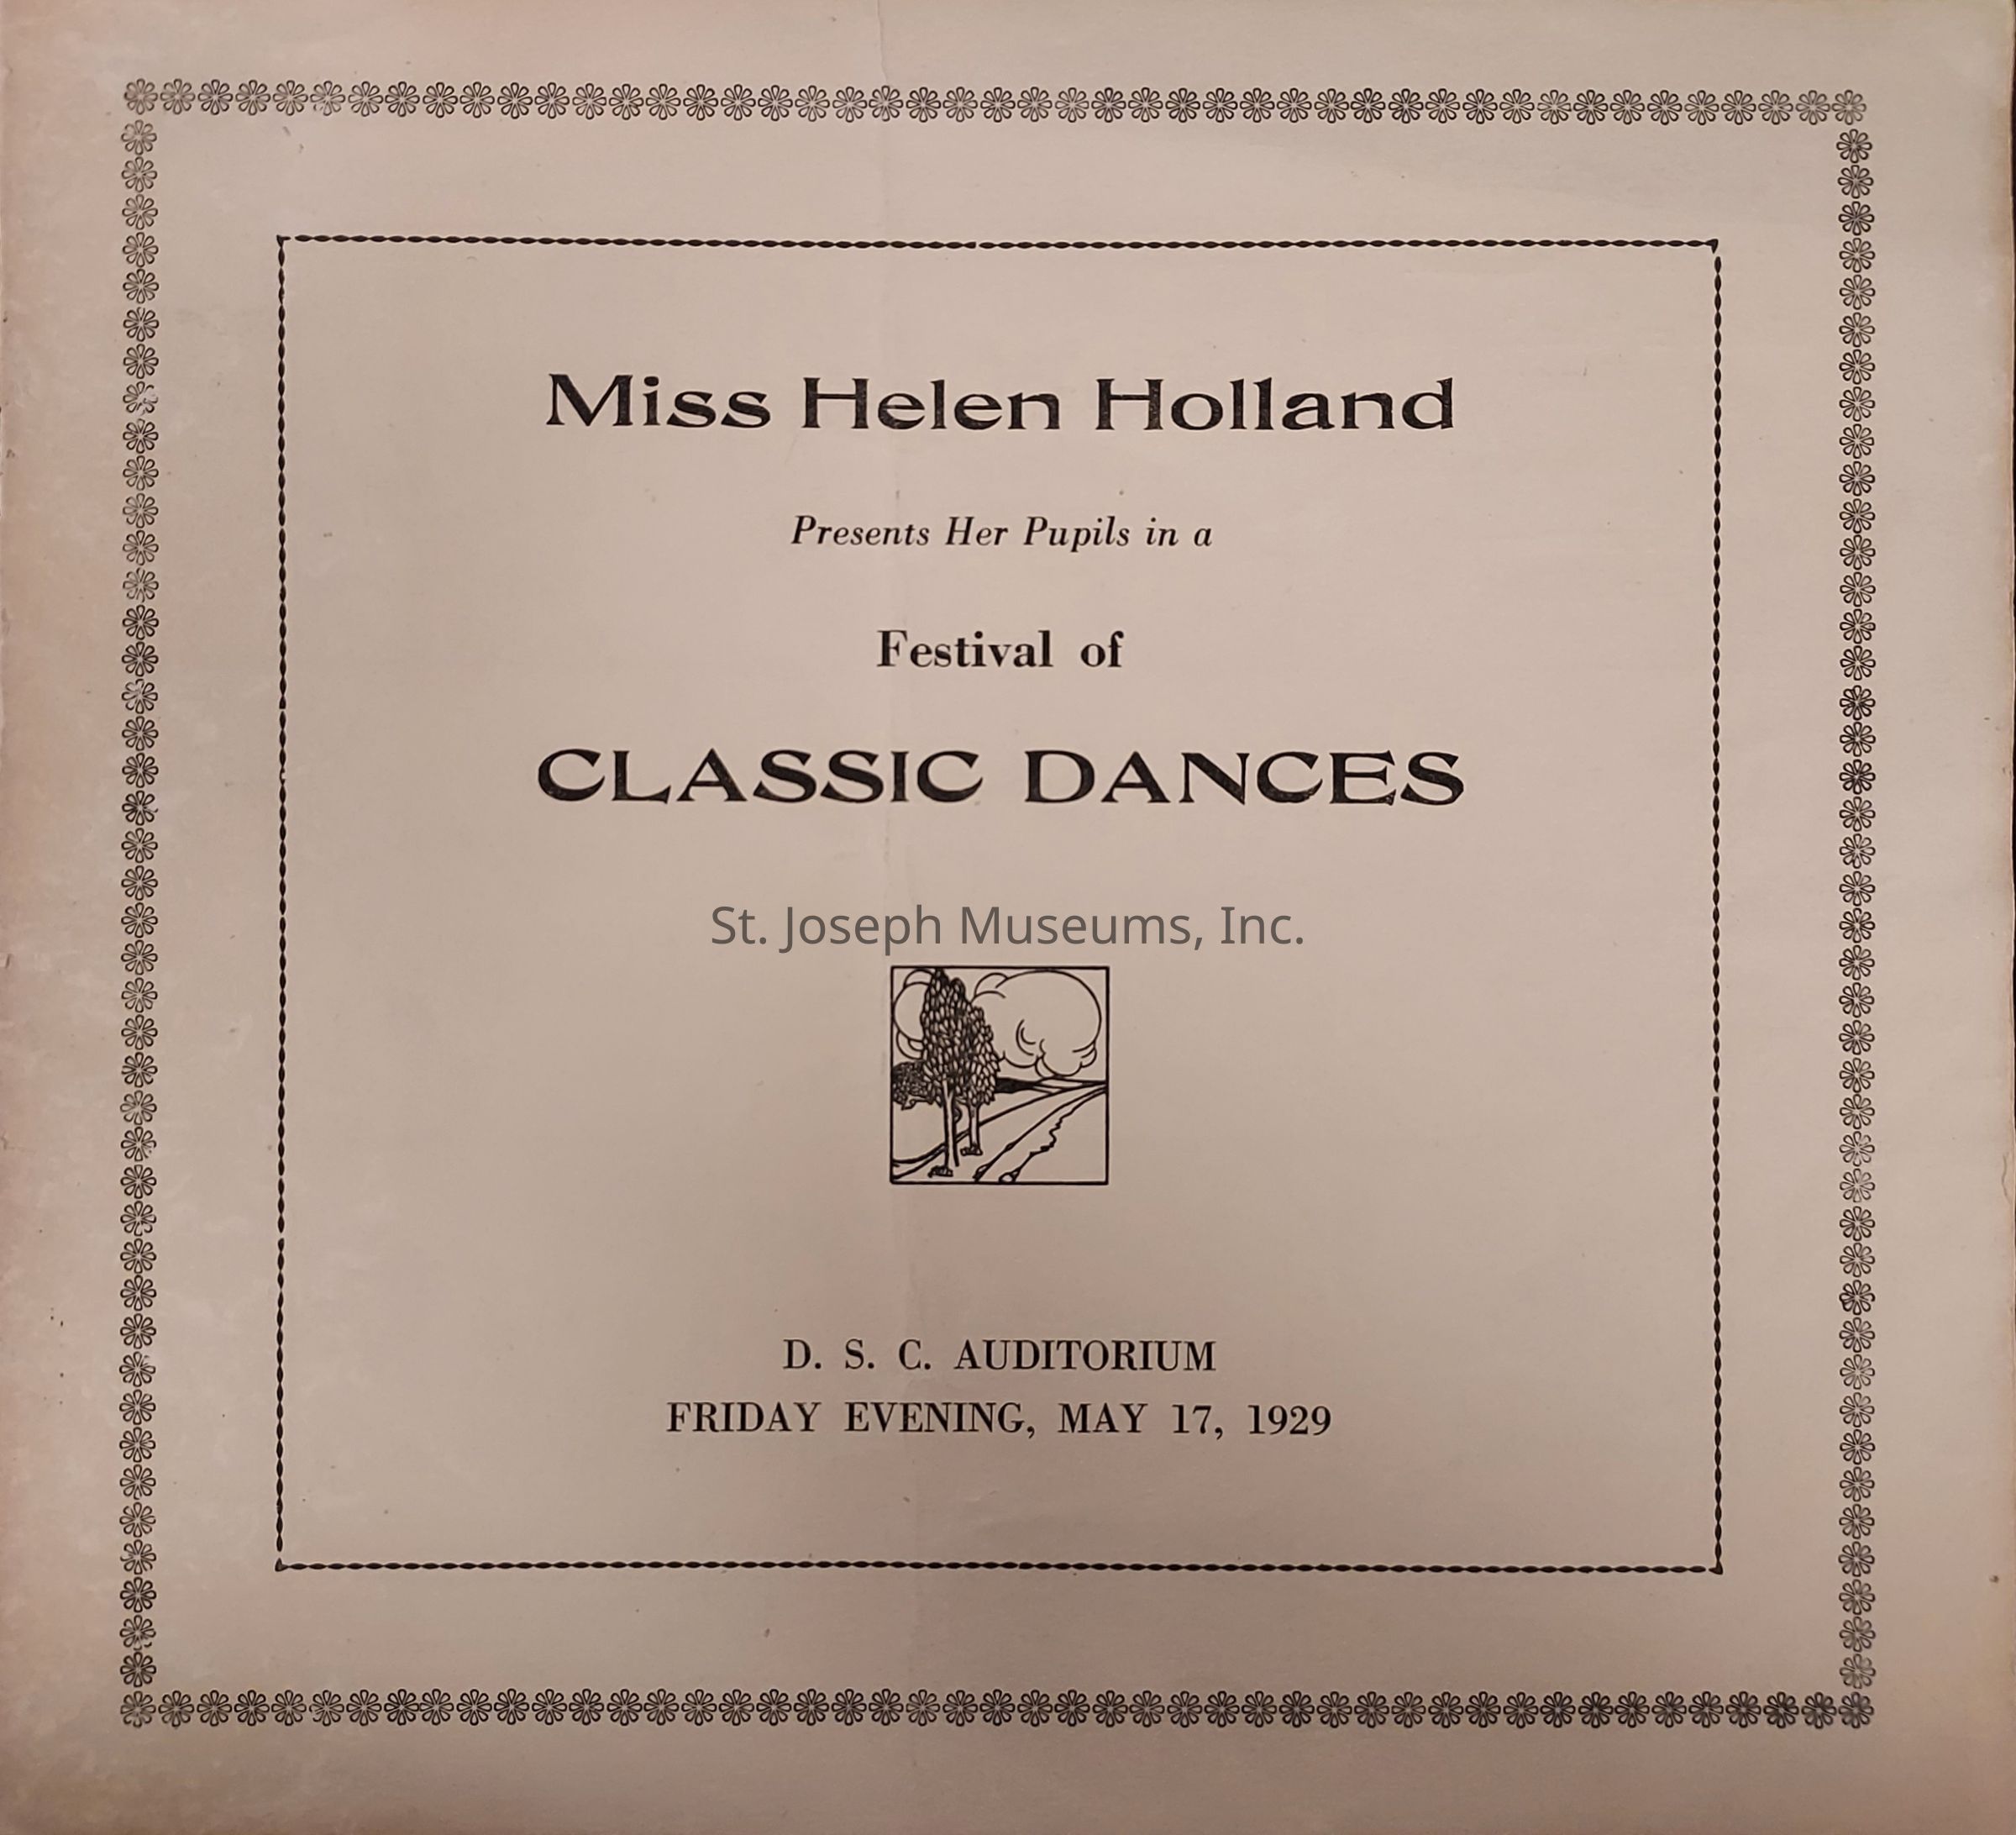 Miss Helen Holland
Presents Her Pupils in a
Festival of
CLASSIC DANCES
St. Joseph Museums, Inc.
D. S. C. AUDITORIUM
FRIDAY EVENING, MAY 17, 1929